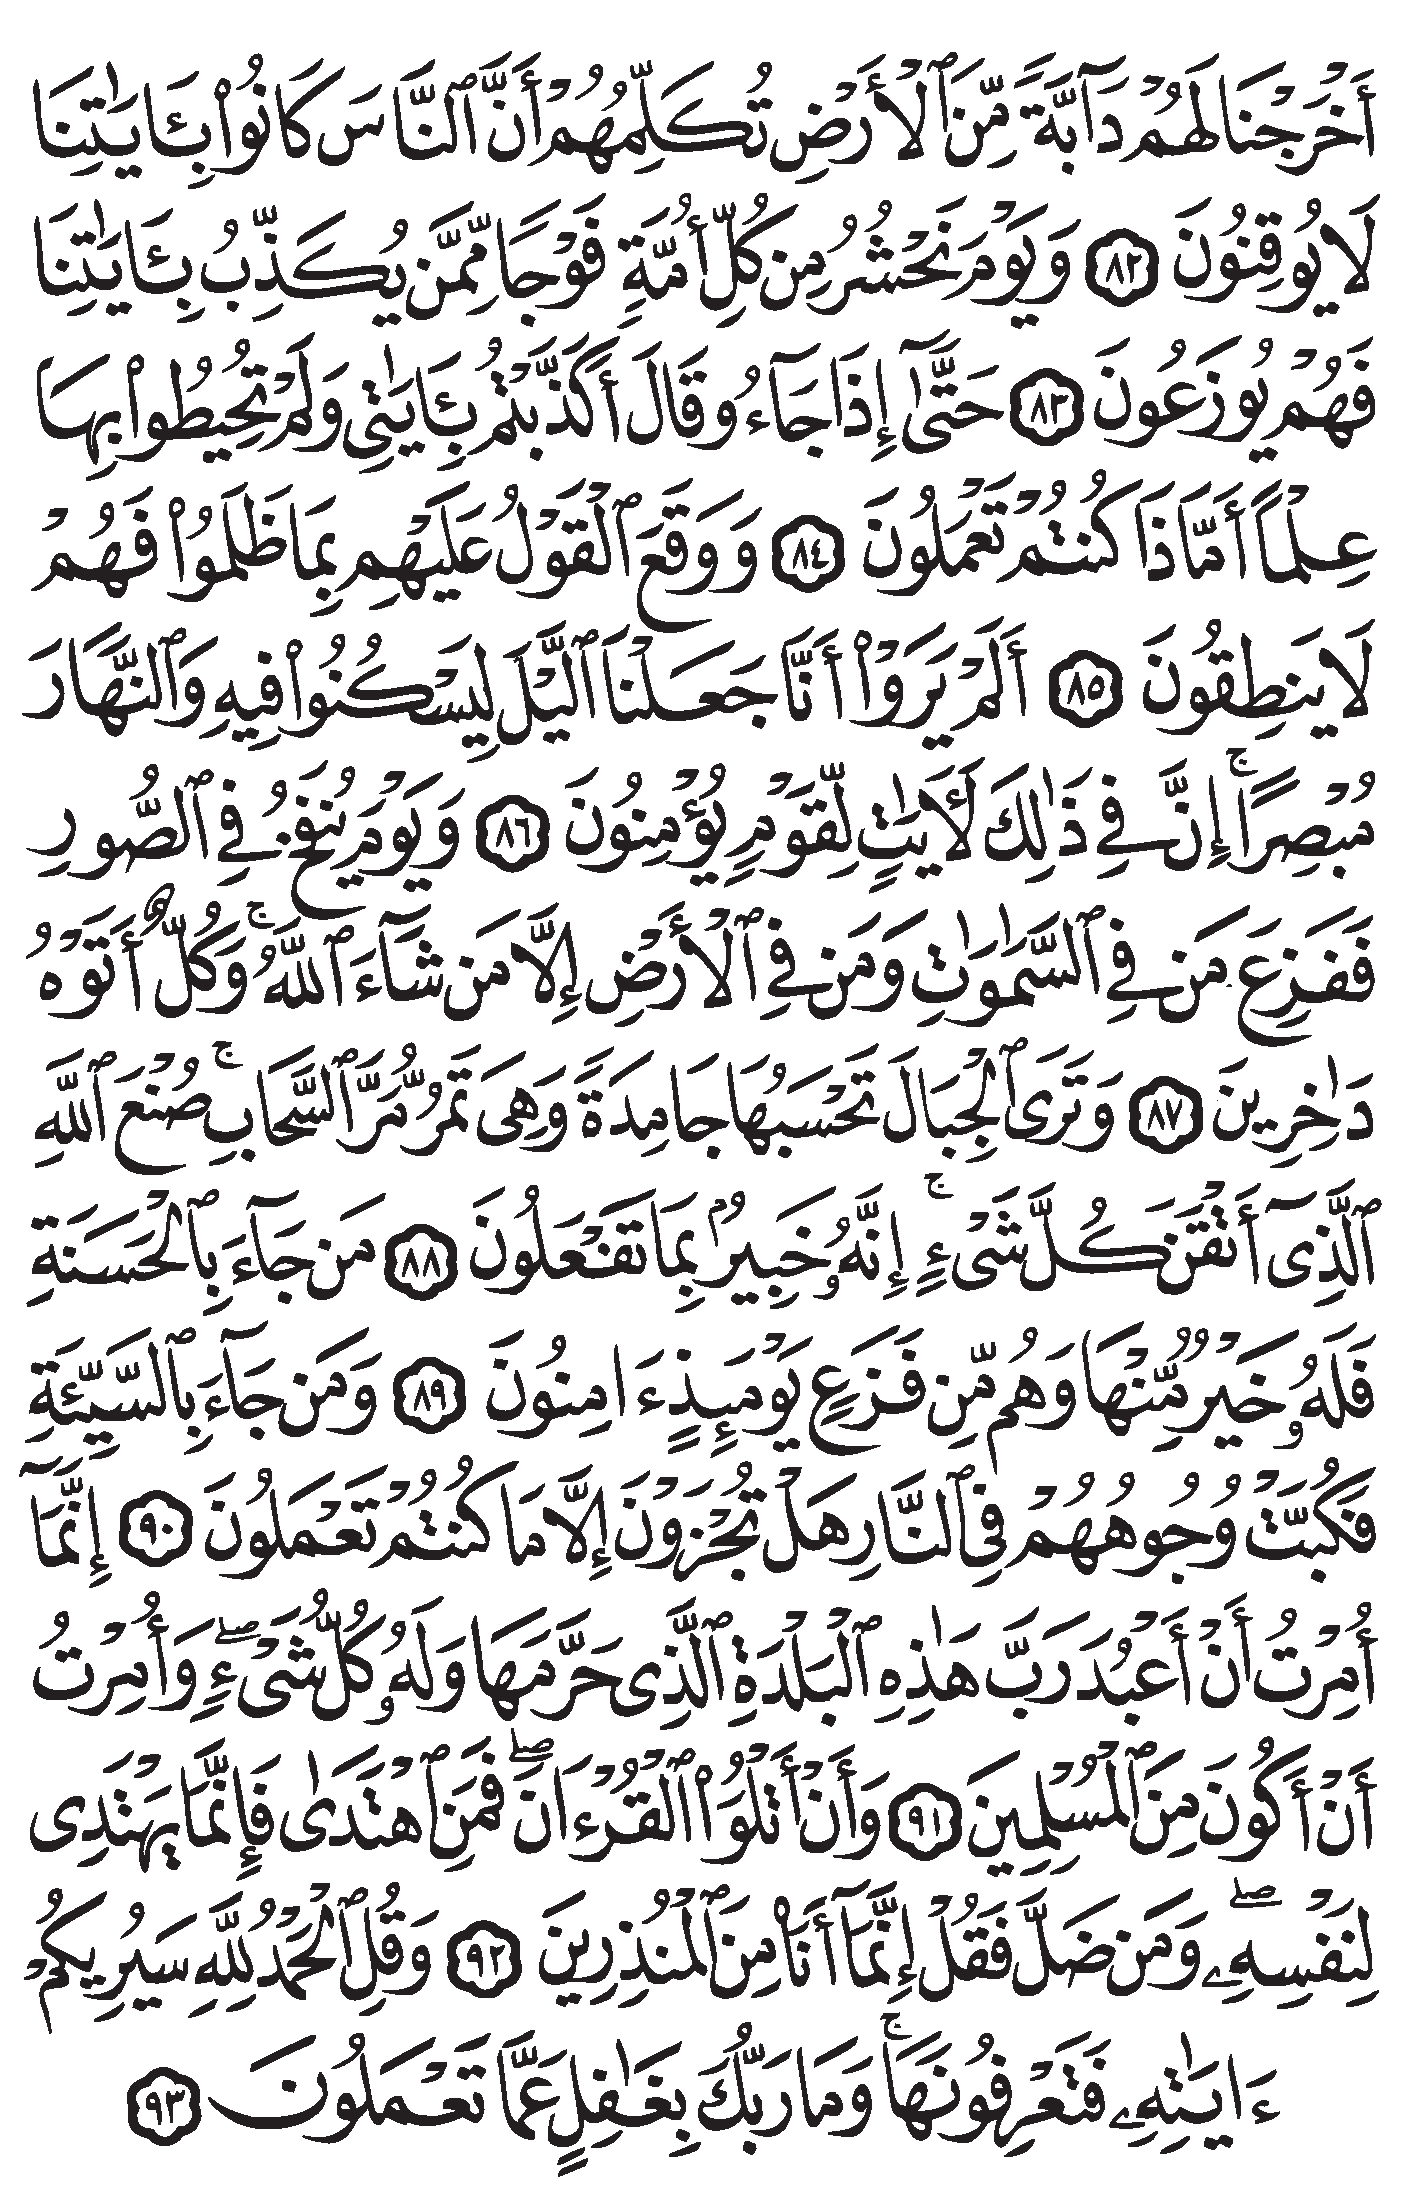 أَخْرَجْنَا لَهُمْ دَآبَّةً مِّنَ ٱلْأَرْضِ تُكَلِّمُهُمْ أَنَّ ٱلنَّاسَ كَانُوا۟ بِـَٔايَـٰتِنَا
لَا يُوقِنُونَ ٨٢ وَيَوْمَ نَحْشُرُ مِن كُلِّ أُمَّةٍ فَوْجًا مِّمَّن يُكَذِّبُ بِـَٔايَـٰتِنَا
فَهُمْ يُوزَعُونَ ٨٣ حَتَّىٰٓ إِذَا جَآءُو قَالَ أَكَذَّبْتُم بِـَٔايَـٰتِى وَلَمْ تُحِيطُوا۟ بِهَا
عِلْمًا أَمَّاذَا كُنتُمْ تَعْمَلُونَ ٨٤ وَوَقَعَ ٱلْقَوْلُ عَلَيْهِم بِمَا ظَلَمُوا۟ فَهُمْ
لَا يَنطِقُونَ ٨٥ أَلَمْ يَرَوْا۟ أَنَّا جَعَلْنَا ٱلَّيْلَ لِيَسْكُنُوا۟ فِيهِ وَٱلنَّهَارَ
مُبْصِرًا ۚ إِنَّ فِى ذَٰلِكَ لَـَٔايَـٰتٍ لِّقَوْمٍ يُؤْمِنُونَ ٨٦ وَيَوْمَ يُنفَخُ فِى ٱلصُّورِ
فَفَزِعَ مَن فِى ٱلسَّمَـٰوَٰتِ وَمَن فِى ٱلْأَرْضِ إِلَّا مَن شَآءَ ٱللَّهُ ۚ وَكُلٌّ أَتَوْهُ
دَٰخِرِينَ ٨٧ وَتَرَى ٱلْجِبَالَ تَحْسَبُهَا جَامِدَةً وَهِىَ تَمُرُّ مَرَّ ٱلسَّحَابِ ۚ صُنْعَ ٱللَّهِ
ٱلَّذِىٓ أَتْقَنَ كُلَّ شَىْءٍ ۚ إِنَّهُۥ خَبِيرٌۢ بِمَا تَفْعَلُونَ ٨٨ مَن جَآءَ بِٱلْحَسَنَةِ
فَلَهُۥ خَيْرٌ مِّنْهَا وَهُم مِّن فَزَعٍ يَوْمَئِذٍ ءَامِنُونَ ٨٩ وَمَن جَآءَ بِٱلسَّيِّئَةِ
فَكُبَّتْ وُجُوهُهُمْ فِى ٱلنَّارِ هَلْ تُجْزَوْنَ إِلَّا مَا كُنتُمْ تَعْمَلُونَ ٩٠ إِنَّمَآ
أُمِرْتُ أَنْ أَعْبُدَ رَبَّ هَـٰذِهِ ٱلْبَلْدَةِ ٱلَّذِى حَرَّمَهَا وَلَهُۥ كُلُّ شَىْءٍ ۖ وَأُمِرْتُ
أَنْ أَكُونَ مِنَ ٱلْمُسْلِمِينَ ٩١ وَأَنْ أَتْلُوَا۟ ٱلْقُرْءَانَ ۖ فَمَنِ ٱهْتَدَىٰ فَإِنَّمَا يَهْتَدِى
لِنَفْسِهِۦ ۖ وَمَن ضَلَّ فَقُلْ إِنَّمَآ أَنَا۠ مِنَ ٱلْمُنذِرِينَ ٩٢ وَقُلِ ٱلْحَمْدُ لِلَّهِ سَيُرِيكُمْ
ءَايَـٰتِهِۦ فَتَعْرِفُونَهَا ۚ وَمَا رَبُّكَ بِغَـٰفِلٍ عَمَّا تَعْمَلُونَ ٩٣